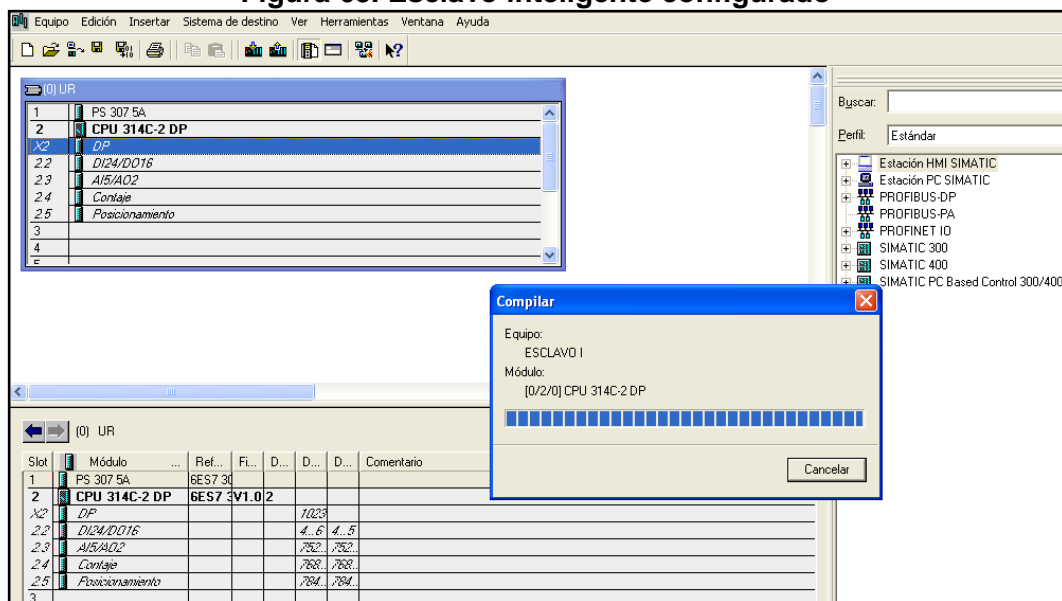 Figura 63. Esclavo inteligente configurado
Equipo Edición Insertar Sistema de destino Ver Herramientas Ventana Ayuda
(0) UR
1 PS 307 5A
2 CPU 314C-2 DP
X2 DP
2.2 DI24/DO16
2.3 AI5/AO2
2.4 Contaje
2.5 Posicionamiento
3
4
Buscar:
Perfil: Estándar
Estación HMI SIMATIC
Estación PC SIMATIC
PROFIBUS-DP
PROFIBUS-PA
PROFINET IO
SIMATIC 300
SIMATIC 400
SIMATIC PC Based Control 300/400
Compilar
Equipo:
ESCLAVO I
Módulo:
[0/2/0] CPU 314C-2 DP
Cancelar
(0) UR
Slot Módulo ... Ref... Fi... D... D... D... Comentario
1 PS 307 5A 6ES7 30
2 CPU 314C-2 DP 6ES7 3 V1.0 2
X2 DP 1023
2.2 DI24/DO16 4...6 4...5
2.3 AI5/AO2 752... 752...
2.4 Contaje 768... 768...
2.5 Posicionamiento 784... 784...
3